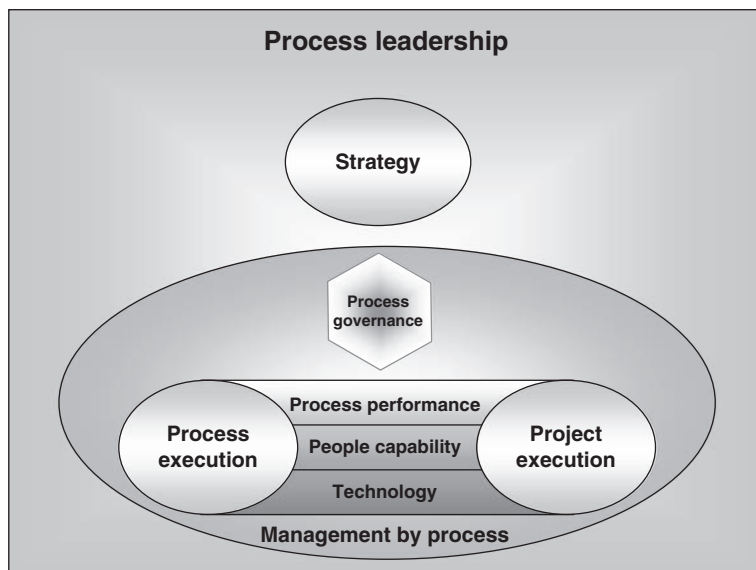 Process leadership
Strategy
Process
governance
Process performance
Process
execution
People capability
Project
execution
Technology
Management by process